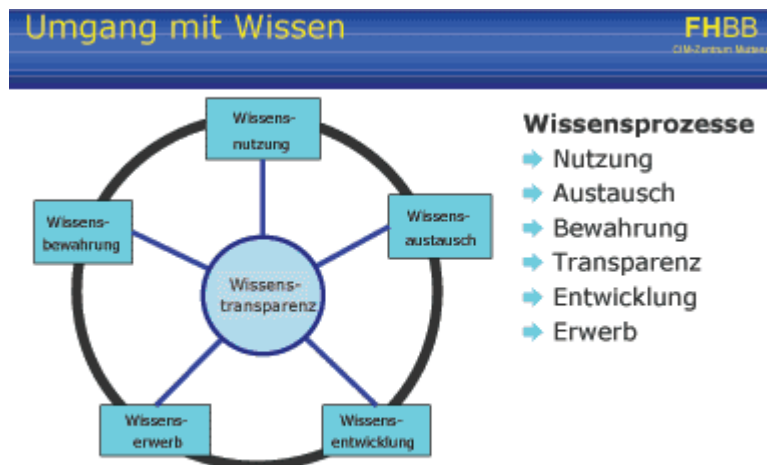 Umgang mit Wissen
FHBB
CIM-Zentrum
Wissens-
nutzung
Wissens-
bewahrung
Wissens-
austausch
Wissens-
transparenz
Wissens-
erwerb
Wissens-
entwicklung
Wissensprozesse
Nutzung
Austausch
Bewahrung
Transparenz
Entwicklung
Erwerb